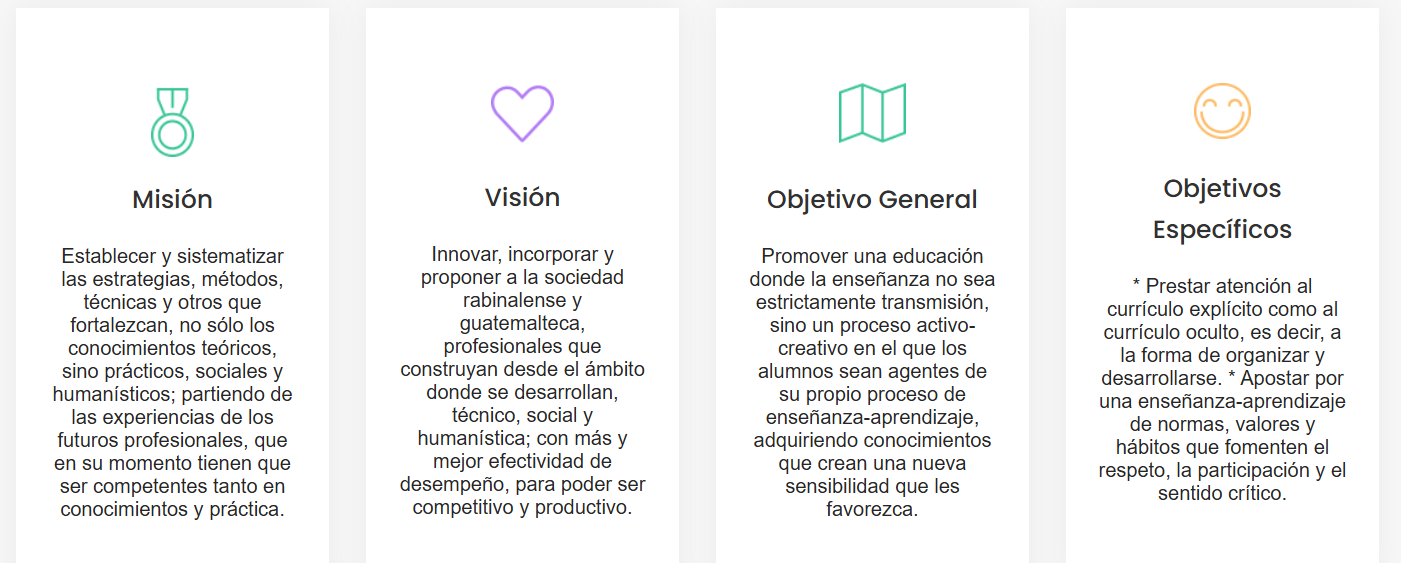 Misión
Establecer y sistematizar
las estrategias, métodos,
técnicas y otros que
fortalezcan, no sólo los
conocimientos teóricos,
sino prácticos, sociales y
humanísticos; partiendo de
las experiencias de los
futuros profesionales, que
en su momento tienen que
ser competentes tanto en
conocimientos y práctica.
Visión
Innovar, incorporar y
proponer a la sociedad
rabinalense y
guatemalteca,
profesionales que
construyan desde el ámbito
donde se desarrollan,
técnico, social y
humanística; con más y
mejor efectividad de
desempeño, para poder ser
competitivo y productivo.
Objetivo General
Promover una educación
donde la enseñanza no sea
estrictamente transmisión,
sino un proceso activo-
creativo en el que los
alumnos sean agentes de
su propio proceso de
enseñanza-aprendizaje,
adquiriendo conocimientos
que crean una nueva
sensibilidad que les
favorezca.
Objetivos
Específicos
* Prestar atención al
currículo explícito como al
currículo oculto, es decir, a
la forma de organizar y
desarrollarse. * Apostar por
una enseñanza-aprendizaje
de normas, valores y
hábitos que fomenten el
respeto, la participación y el
sentido crítico.